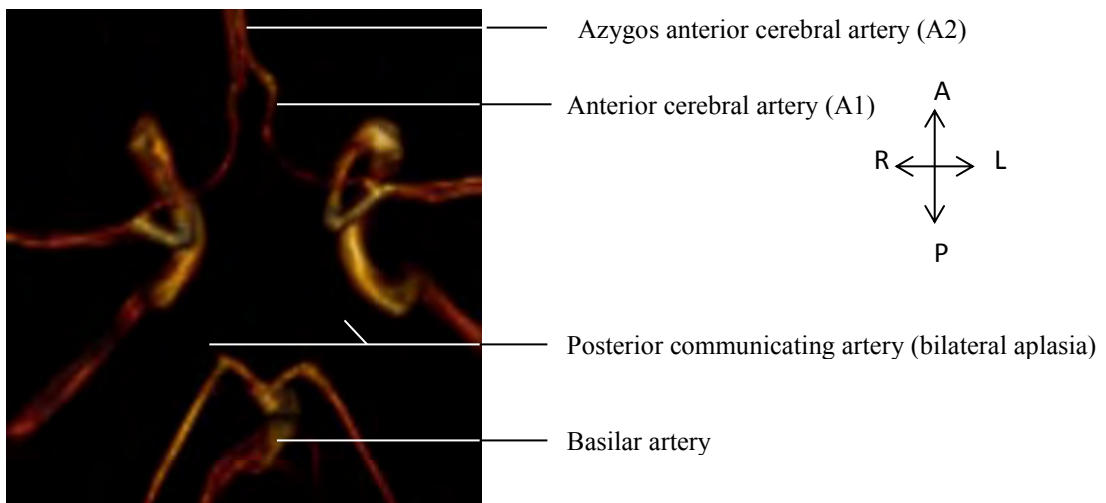 Azygos anterior cerebral artery (A2)
Anterior cerebral artery (A1)
A
R L
P
Posterior communicating artery (bilateral aplasia)
Basilar artery